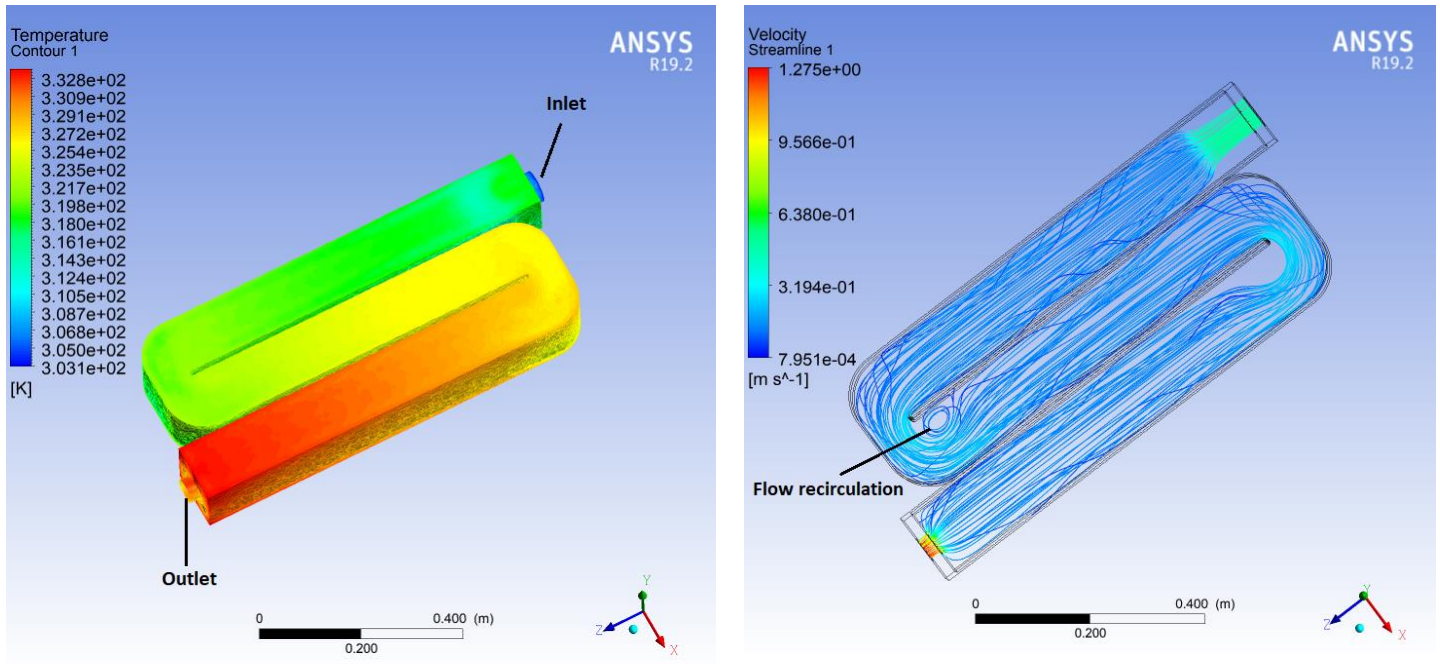 Temperature
Contour 1
ANSYS
R19.2
3.328e+02
3.309e+02
3.291e+02
3.272e+02
3.254e+02
3.235e+02
3.217e+02
3.198e+02
3.180e+02
3.161e+02
3.143e+02
3.124e+02
3.105e+02
3.087e+02
3.068e+02
3.050e+02
3.031e+02
[K]
Inlet
Outlet
0
0.400 (m)
0.200
Y
Z
X
Velocity
Streamline 1
ANSYS
R19.2
1.275e+00
9.566e-01
6.380e-01
3.194e-01
7.951e-04
[m s^-1]
Flow recirculation
0
0.400 (m)
0.200
Y
Z
X